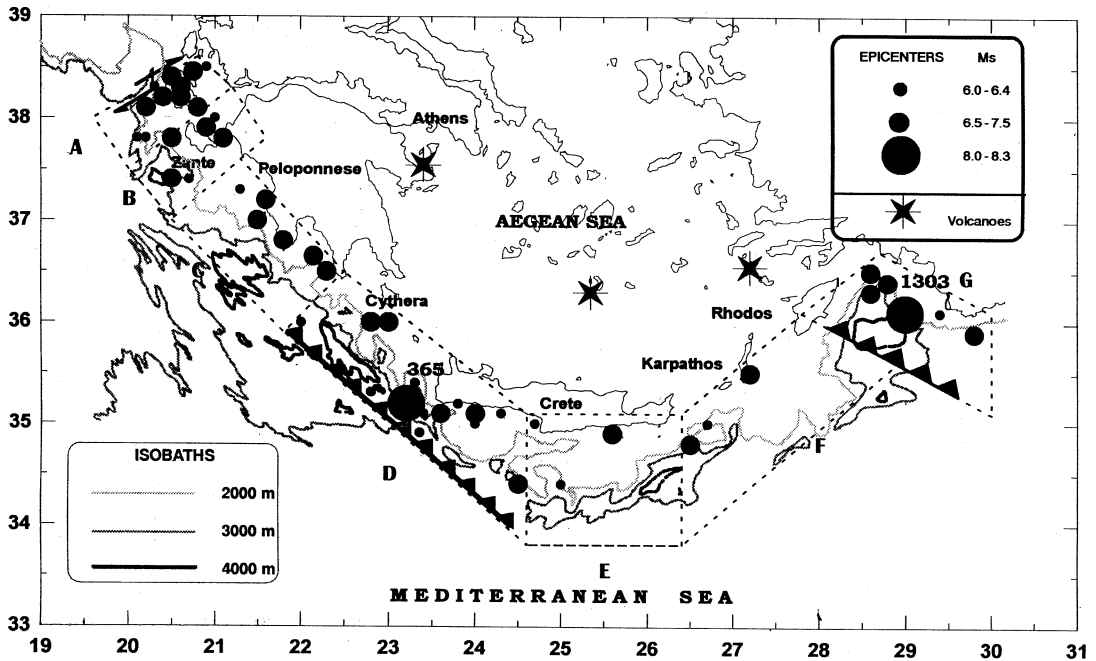 39
38
37
36
35
34
33
19 20 21 22 23 24 25 26 27 28 29 30 31
EPICENTERS Ms
6.0 - 6.4
6.5 - 7.5
8.0 - 8.3
Volcanoes
Athens
A
Zante
Peloponnese
B
AEGEAN SEA
C
1303 G
Cythera
Rhodos
365
Karpathos
Crete
D
F
ISOBATHS
2000 m
3000 m
4000 m
E
MEDITERRANEAN SEA